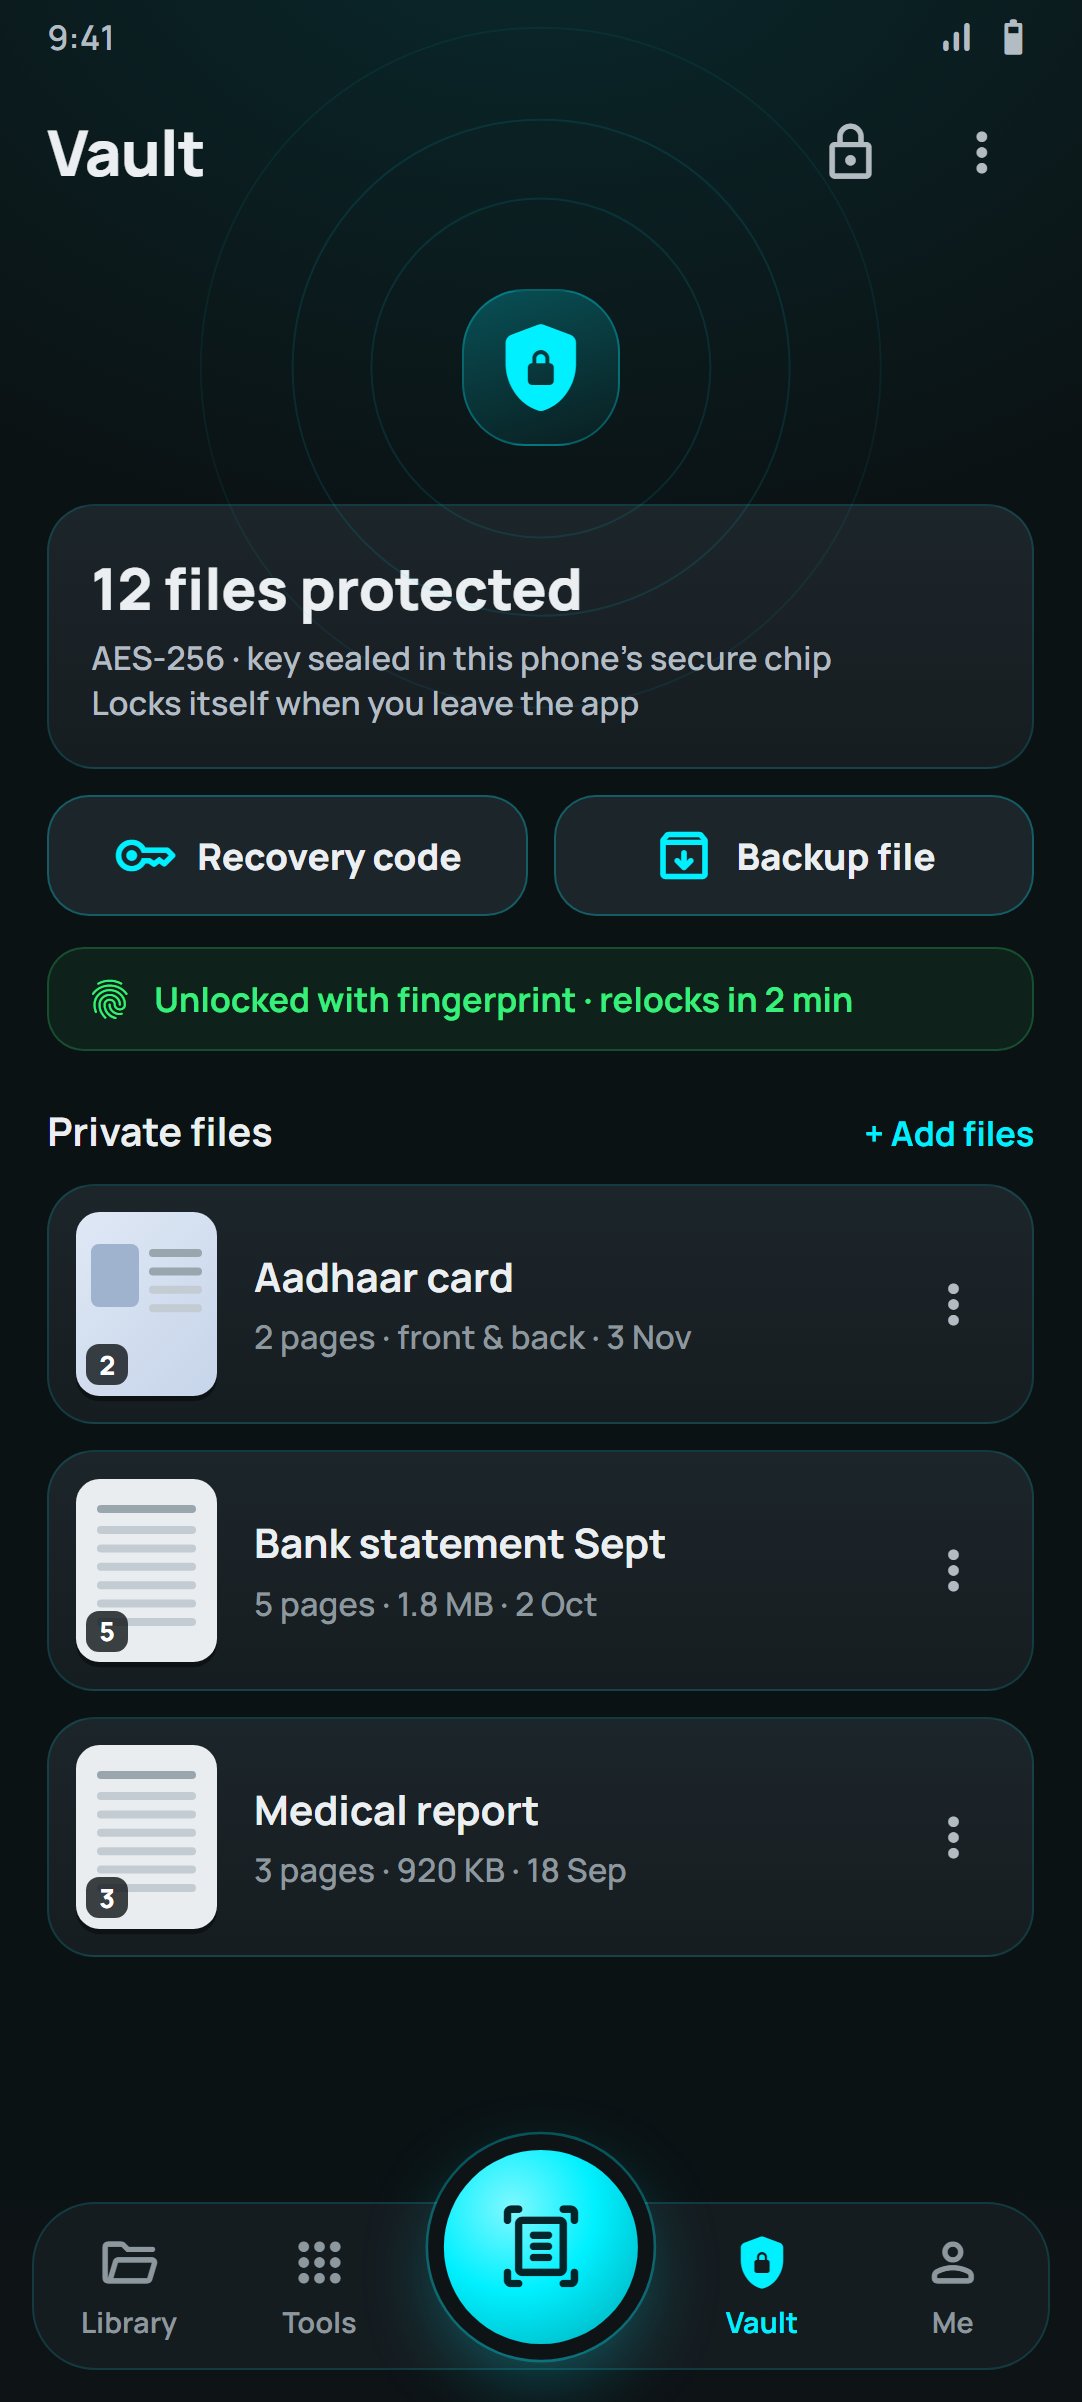 9:41
Vault
12 files protected
AES-256 · key sealed in this phone’s secure chip
Locks itself when you leave the app
Recovery code
Backup file
Unlocked with fingerprint · relocks in 2 min
Private files
+ Add files
Aadhaar card
2 pages · front & back · 3 Nov
2
Bank statement Sept
5 pages · 1.8 MB · 2 Oct
5
Medical report
3 pages · 920 KB · 18 Sep
3
Library
Tools
Vault
Me